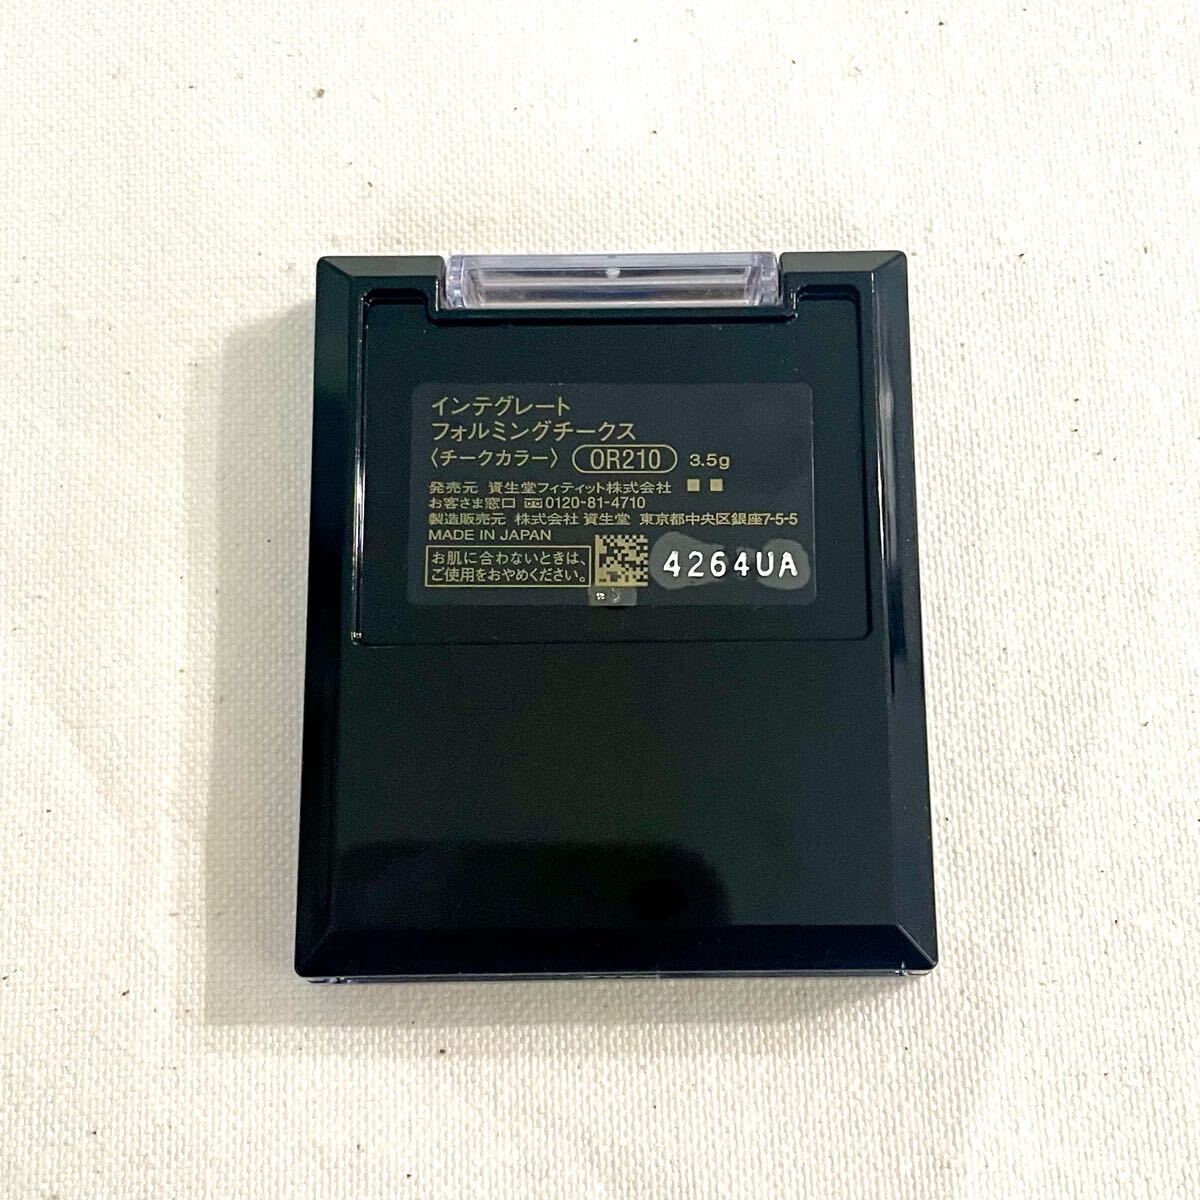 インテグレート
フォルミングチークス
〈チークカラー〉 OR210 3.5g
発売元 資生堂フィティット株式会社
お客さま窓口 0120-81-4710
製造販売元 株式会社 資生堂 東京都中央区銀座7-5-5
MADE IN JAPAN
お肌に合わないときは、
ご使用をおやめください。
4264UA